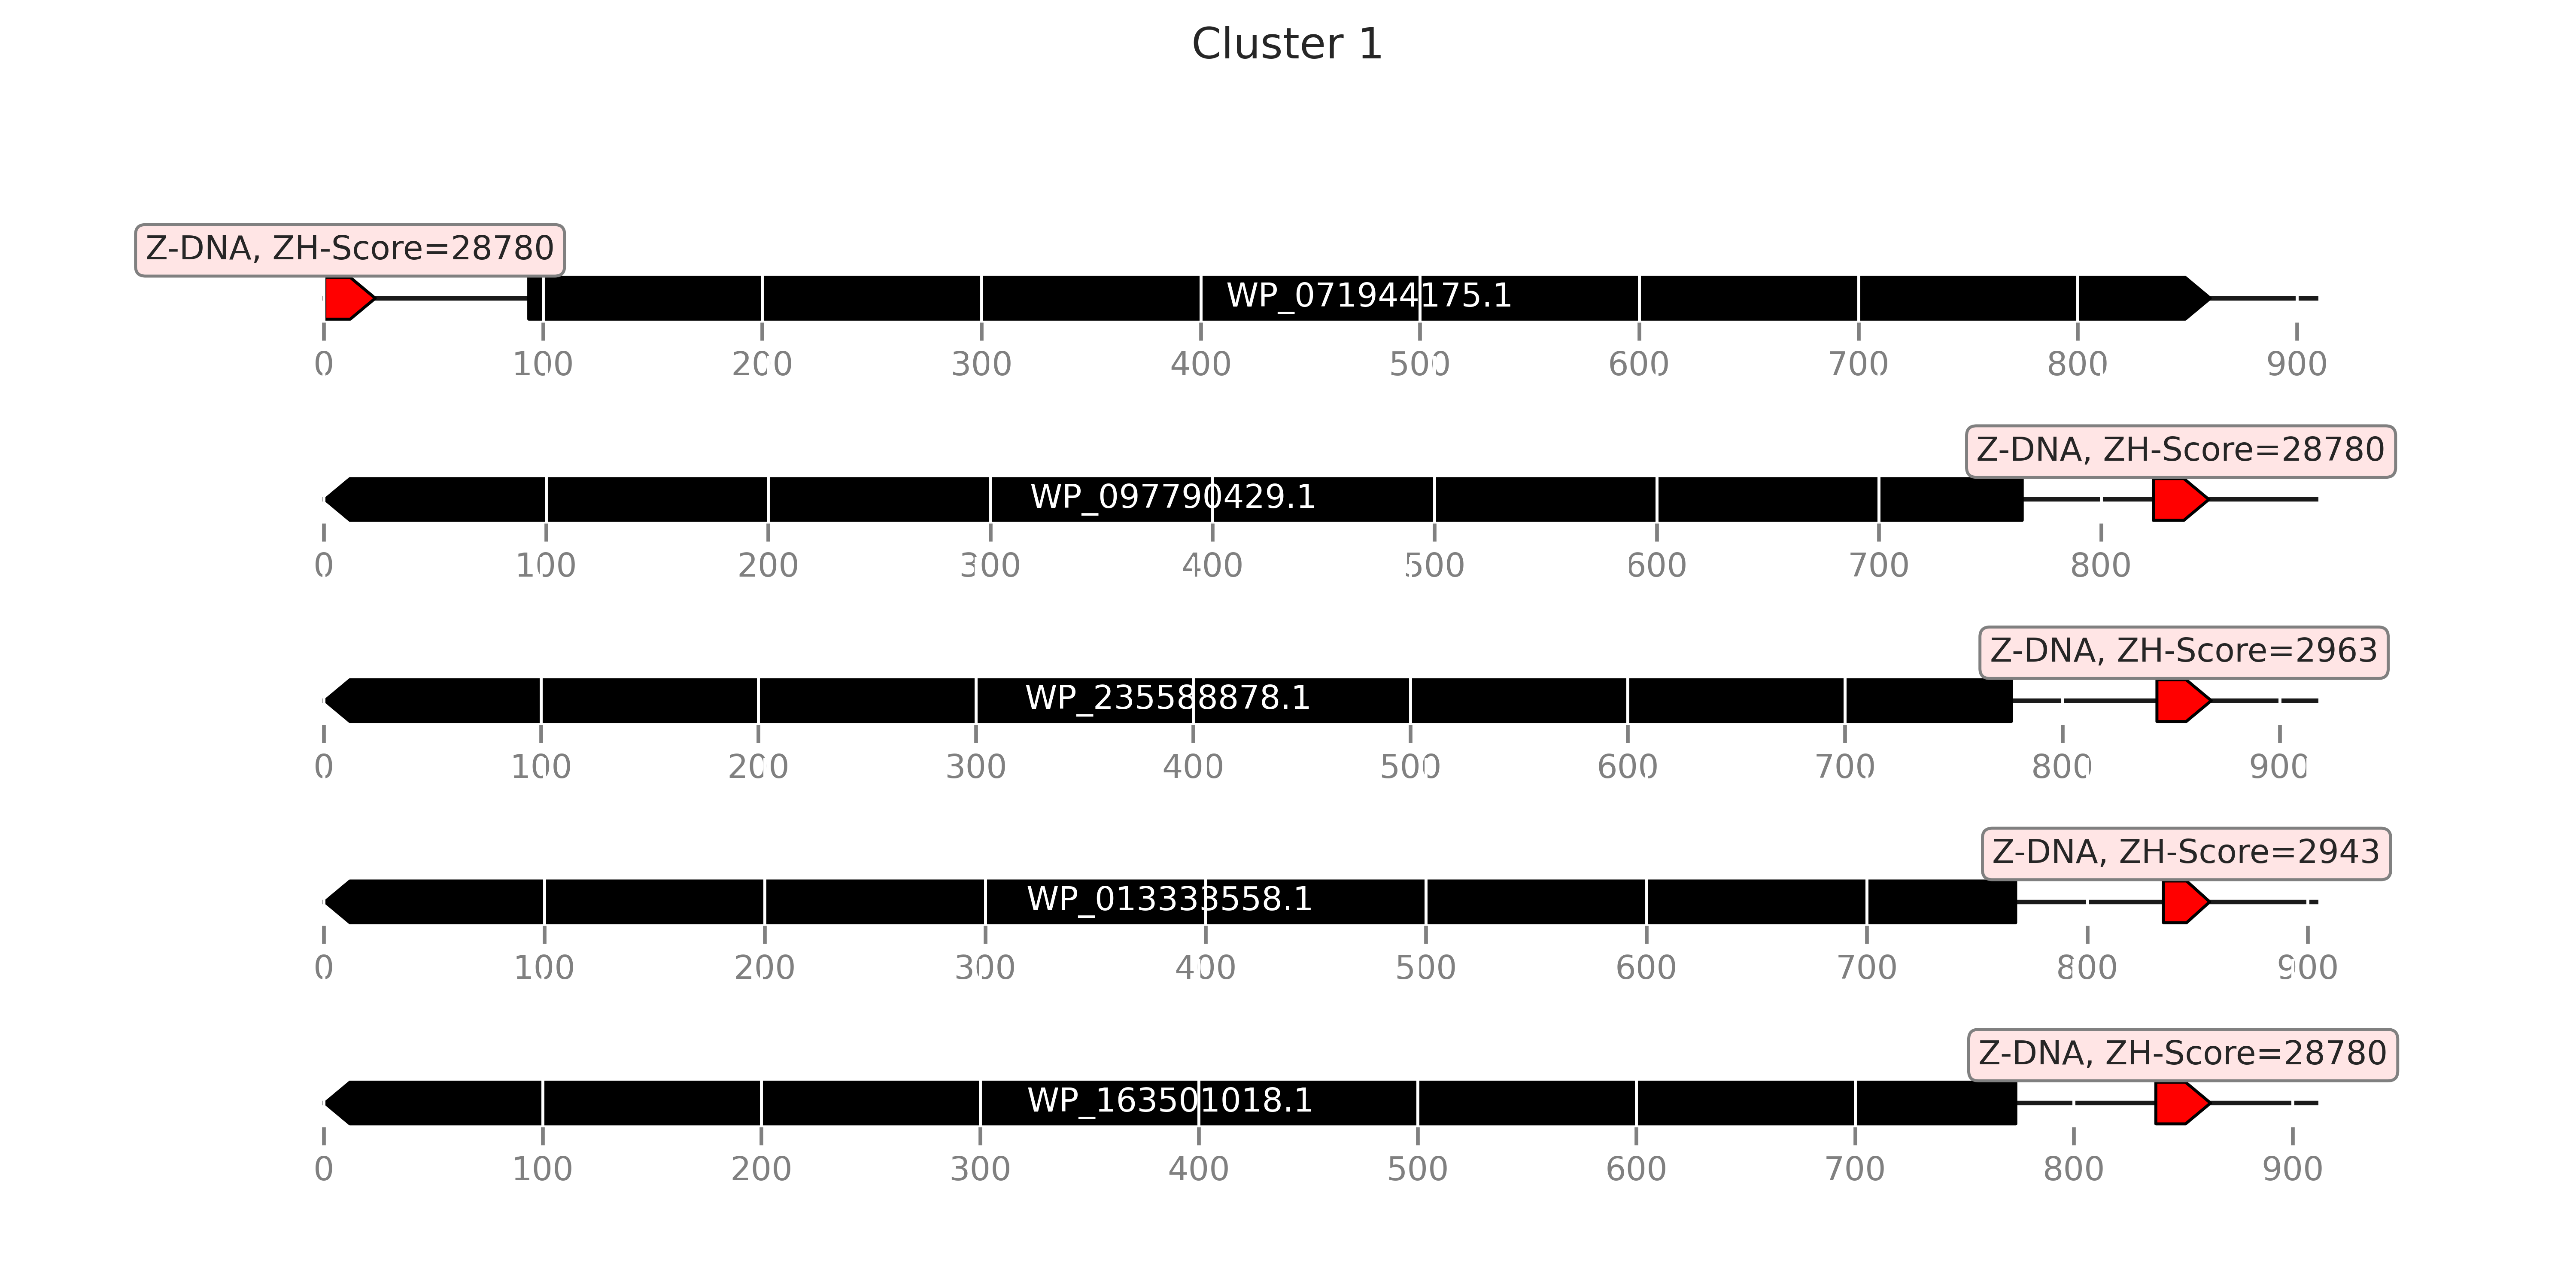 Cluster 1
Z-DNA, ZH-Score=28780
WP_071944175.1
0 100 200 300 400 500 600 700 800 900
Z-DNA, ZH-Score=28780
WP_097790429.1
0 100 200 300 400 500 600 700 800
Z-DNA, ZH-Score=2963
WP_235588878.1
0 100 200 300 400 500 600 700 800 900
Z-DNA, ZH-Score=2943
WP_013333558.1
0 100 200 300 400 500 600 700 800 900
Z-DNA, ZH-Score=28780
WP_163501018.1
0 100 200 300 400 500 600 700 800 900